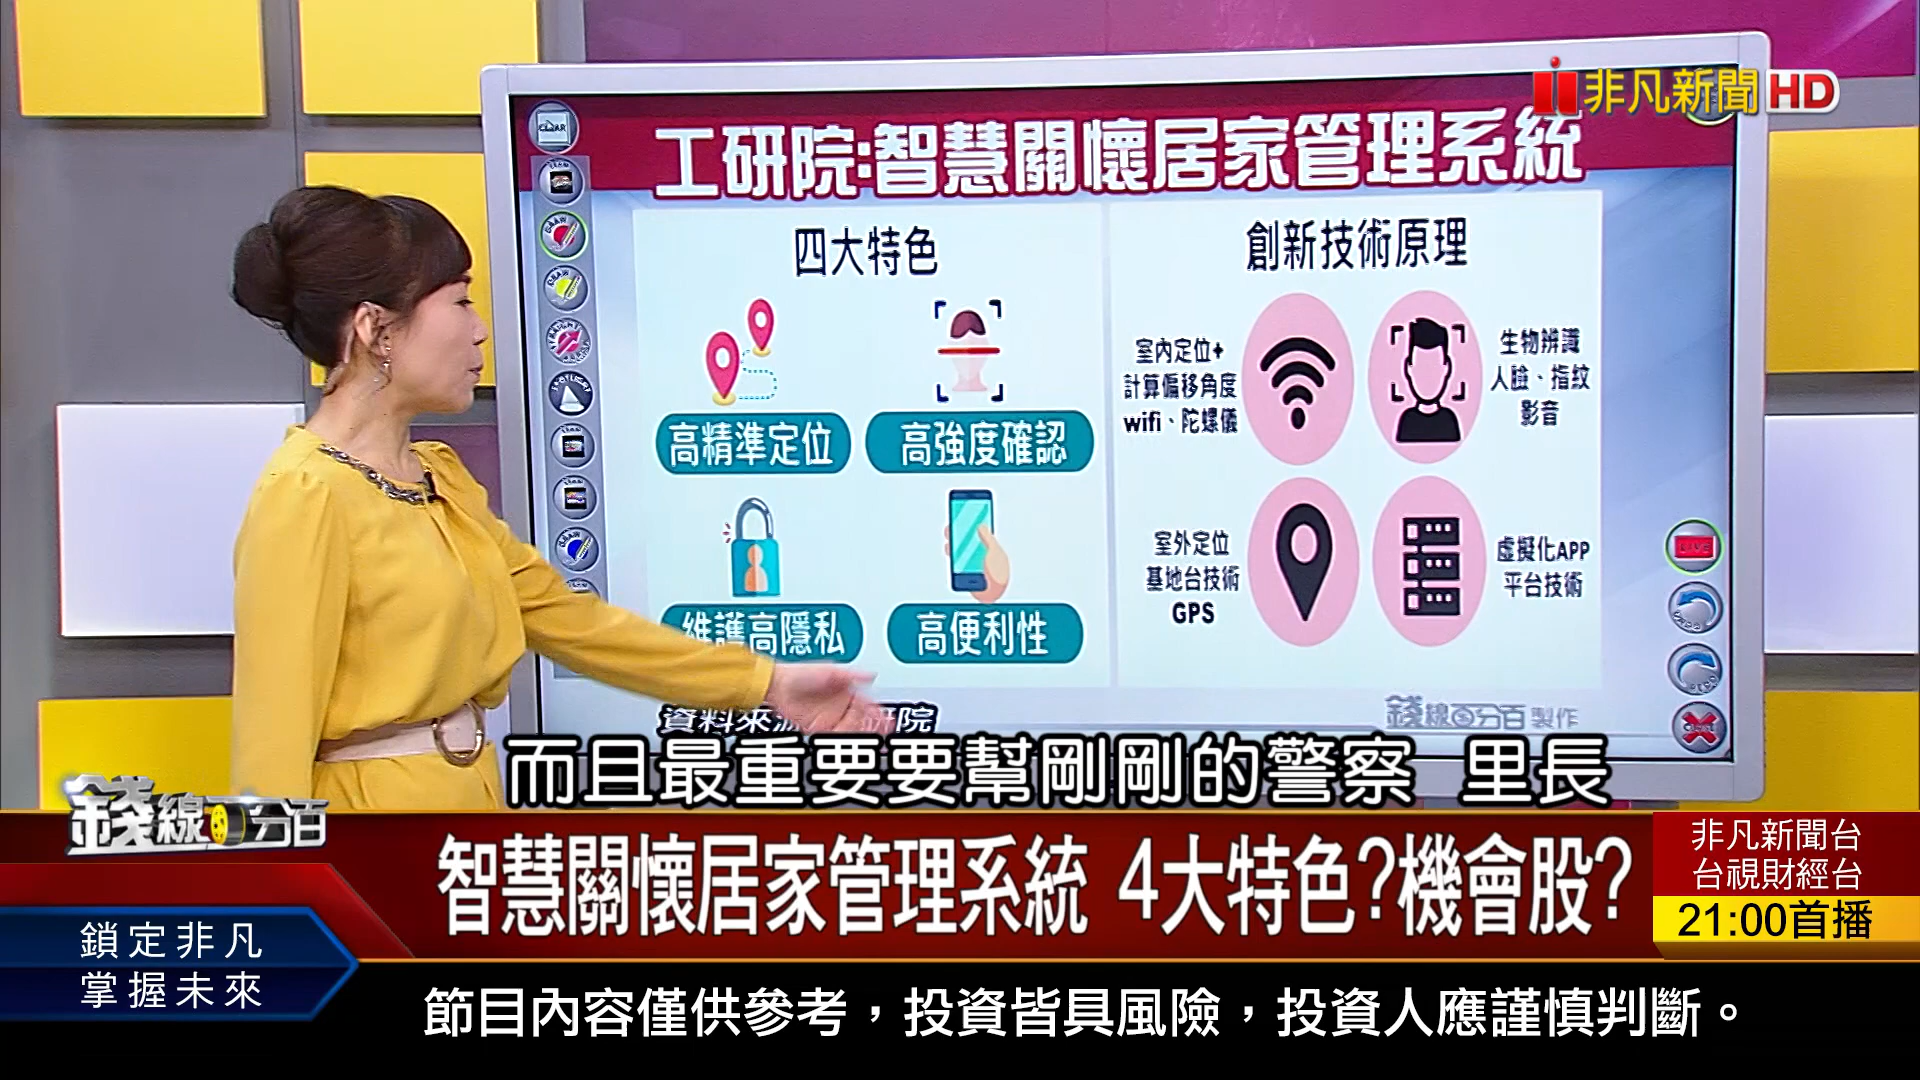 非凡新聞HD
工研院:智慧關懷居家管理系統
四大特色
高精準定位
高強度確認
維護高隱私
高便利性
創新技術原理
室內定位+
計算偏移角度
wifi、陀螺儀
生物辨識
人臉、指紋
影音
室外定位
基地台技術
GPS
虛擬化APP
平台技術
錢線百分百 製作
而且最重要要幫剛剛的警察 里長
錢線百分百
智慧關懷居家管理系統 4大特色?機會股?
非凡新聞台
台視財經台
21:00首播
鎖定非凡
掌握未來
節目內容僅供參考，投資皆具風險，投資人應謹慎判斷。